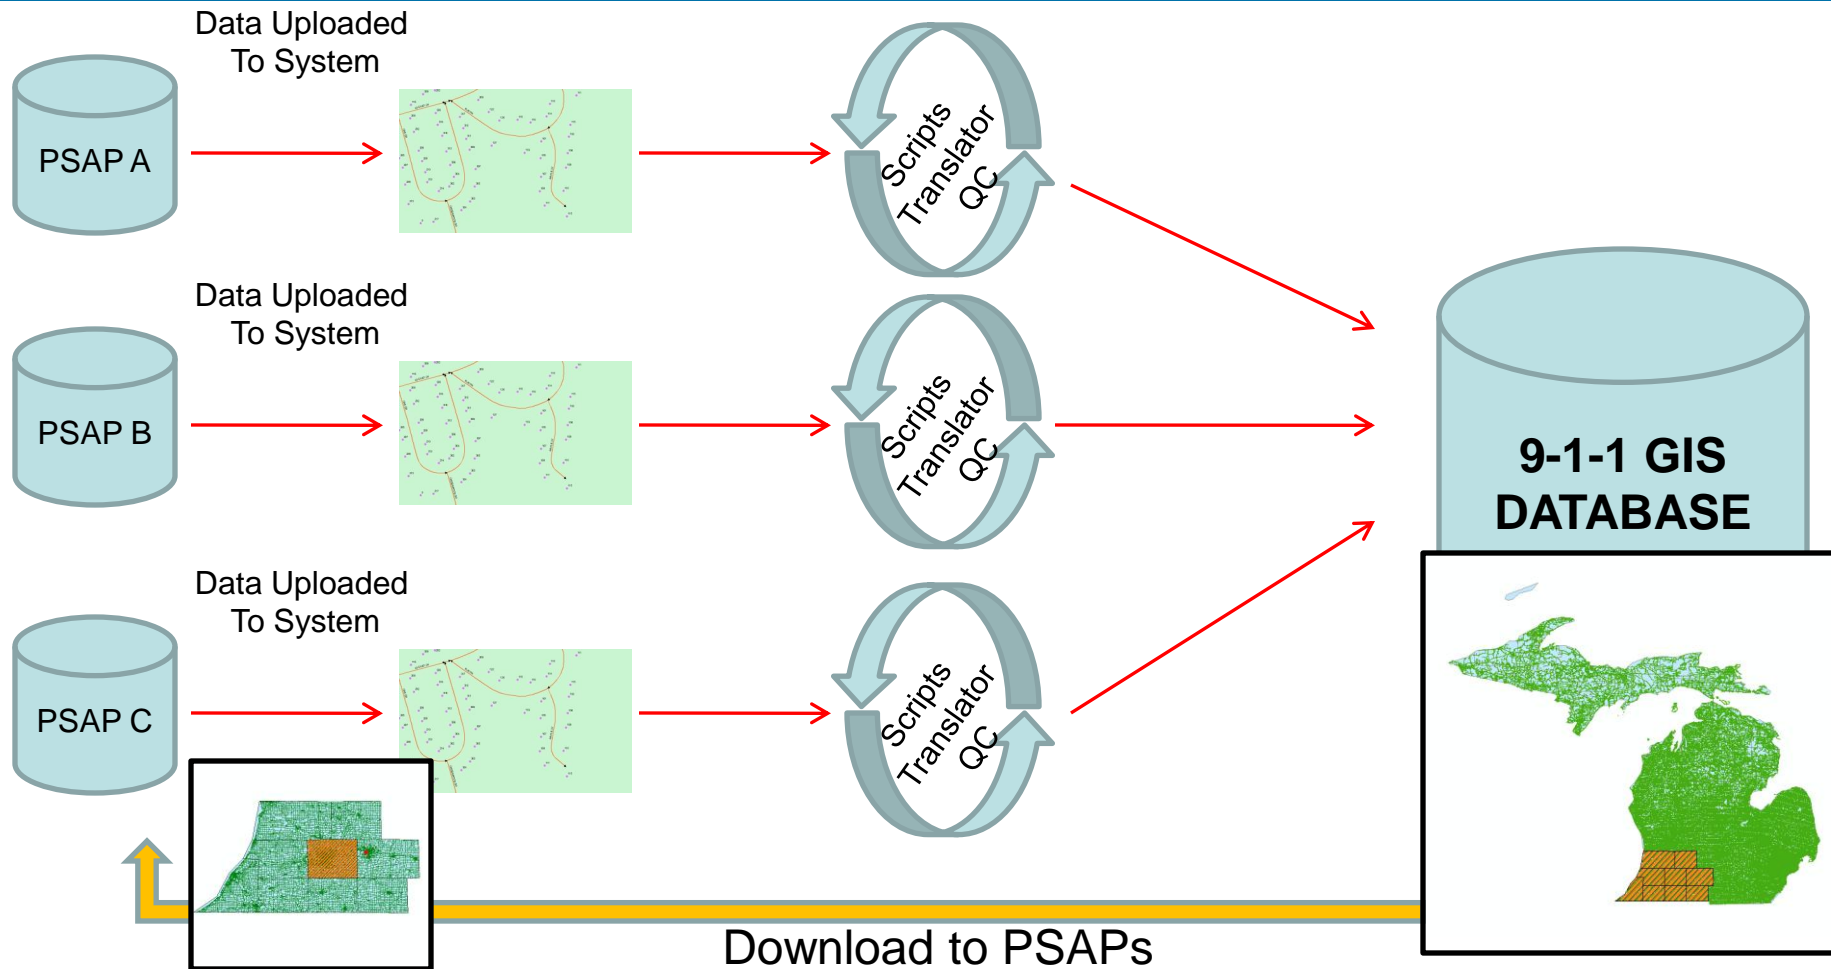 Data Uploaded
To System
PSAP A
Scripts
Translator
QC
Data Uploaded
To System
PSAP B
Scripts
Translator
QC
9-1-1 GIS
DATABASE
Data Uploaded
To System
PSAP C
Scripts
Translator
QC
Download to PSAPs